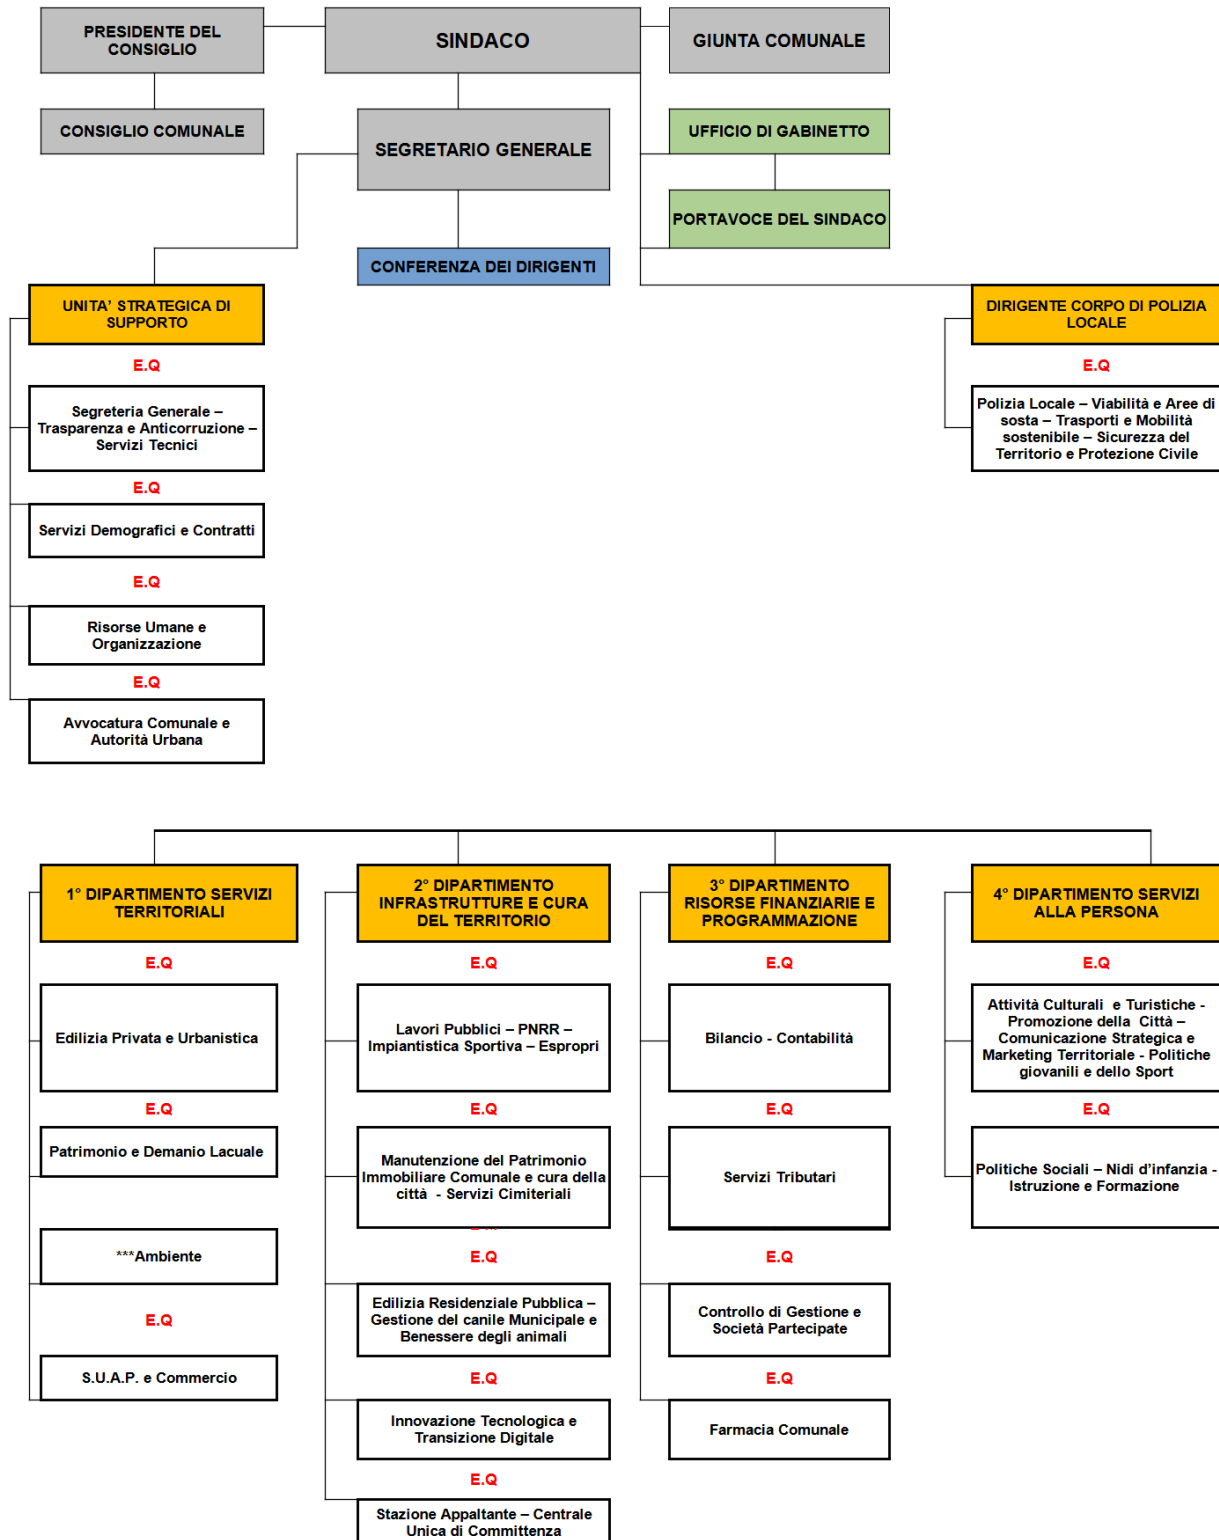 PRESIDENTE DEL
CONSIGLIO
SINDACO
GIUNTA COMUNALE
CONSIGLIO COMUNALE
SEGRETARIO GENERALE
UFFICIO DI GABINETTO
PORTAVOCE DEL SINDACO
CONFERENZA DEI DIRIGENTI
UNITA' STRATEGICA DI
SUPPORTO
E.Q
Segreteria Generale –
Trasparenza e Anticorruzione –
Servizi Tecnici
E.Q
Servizi Demografici e Contratti
E.Q
Risorse Umane e
Organizzazione
E.Q
Avvocatura Comunale e
Autorità Urbana
DIRIGENTE CORPO DI POLIZIA
LOCALE
E.Q
Polizia Locale – Viabilità e Aree di
sosta – Trasporti e Mobilità
sostenibile – Sicurezza del
Territorio e Protezione Civile
1° DIPARTIMENTO SERVIZI
TERRITORIALI
E.Q
Edilizia Privata e Urbanistica
E.Q
Patrimonio e Demanio Lacuale
***Ambiente
E.Q
S.U.A.P. e Commercio
2° DIPARTIMENTO
INFRASTRUTTURE E CURA
DEL TERRITORIO
E.Q
Lavori Pubblici – PNRR –
Impiantistica Sportiva – Espropri
E.Q
Manutenzione del Patrimonio
Immobiliare Comunale e cura della
città - Servizi Cimiteriali
E.Q
Edilizia Residenziale Pubblica –
Gestione del canile Municipale e
Benessere degli animali
E.Q
Innovazione Tecnologica e
Transizione Digitale
E.Q
Stazione Appaltante – Centrale
Unica di Committenza
3° DIPARTIMENTO
RISORSE FINANZIARIE E
PROGRAMMAZIONE
E.Q
Bilancio - Contabilità
E.Q
Servizi Tributari
E.Q
Controllo di Gestione e
Società Partecipate
E.Q
Farmacia Comunale
4° DIPARTIMENTO SERVIZI
ALLA PERSONA
E.Q
Attività Culturali e Turistiche -
Promozione della Città –
Comunicazione Strategica e
Marketing Territoriale - Politiche
giovanili e dello Sport
E.Q
Politiche Sociali – Nidi d'infanzia -
Istruzione e Formazione